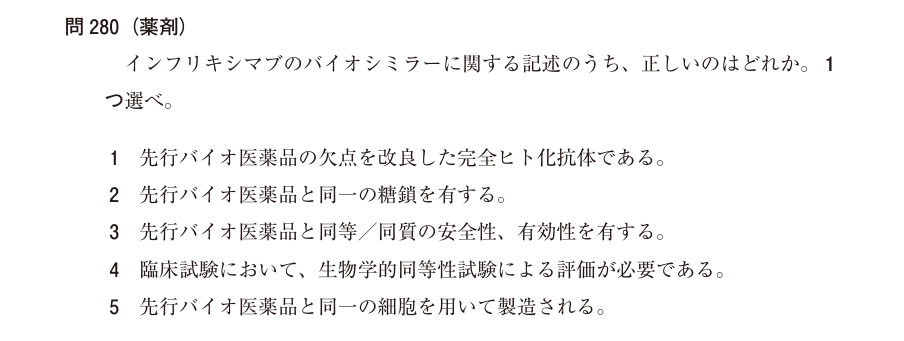 問 280（薬剤）
インフリキシマブのバイオシミラーに関する記述のうち、正しいのはどれか。1
つ選べ。
1 先行バイオ医薬品の欠点を改良した完全ヒト化抗体である。
2 先行バイオ医薬品と同一の糖鎖を有する。
3 先行バイオ医薬品と同等／同質の安全性、有効性を有する。
4 臨床試験において、生物学的同等性試験による評価が必要である。
5 先行バイオ医薬品と同一の細胞を用いて製造される。